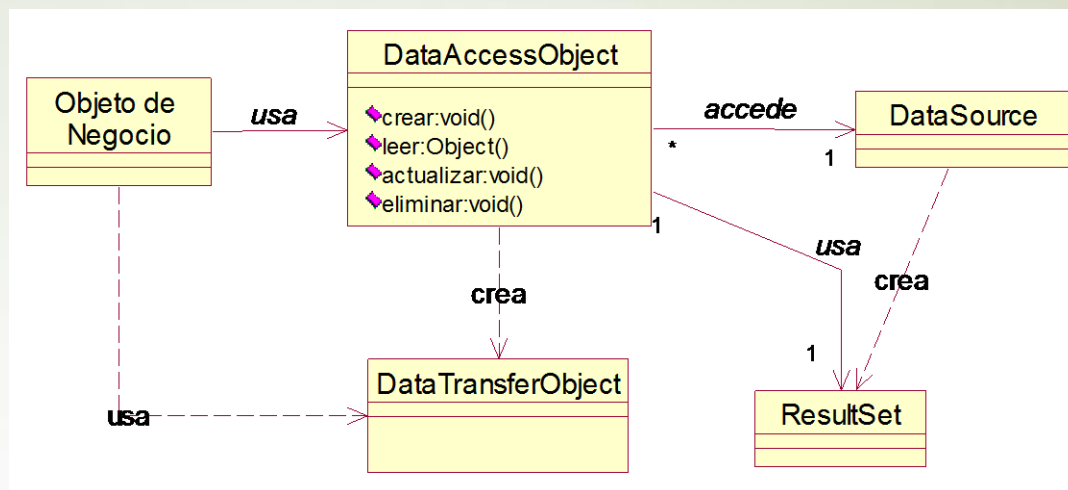 Objeto de
Negocio
usa
DataAccessObject
crear:void()
leer:Object()
actualizar:void()
eliminar:void()
accede
*
1
DataSource
1
usa
1
crea
crea
usa
DataTransferObject
ResultSet